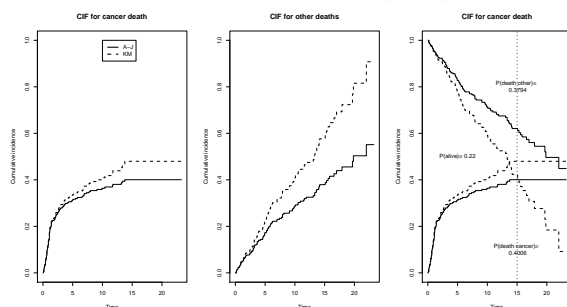 CIF for cancer death
Cumulative incidence
0.0 0.2 0.4 0.6 0.8 1.0
0 5 10 15 20
Time
A-J
KM
CIF for other deaths
Cumulative incidence
0.0 0.2 0.4 0.6 0.8 1.0
0 5 10 15 20
Time
CIF for cancer death
Cumulative incidence
0.0 0.2 0.4 0.6 0.8 1.0
0 5 10 15 20
Time
P(death other)=
0.3794
P(alive)= 0.22
P(death cancer)=
0.4006